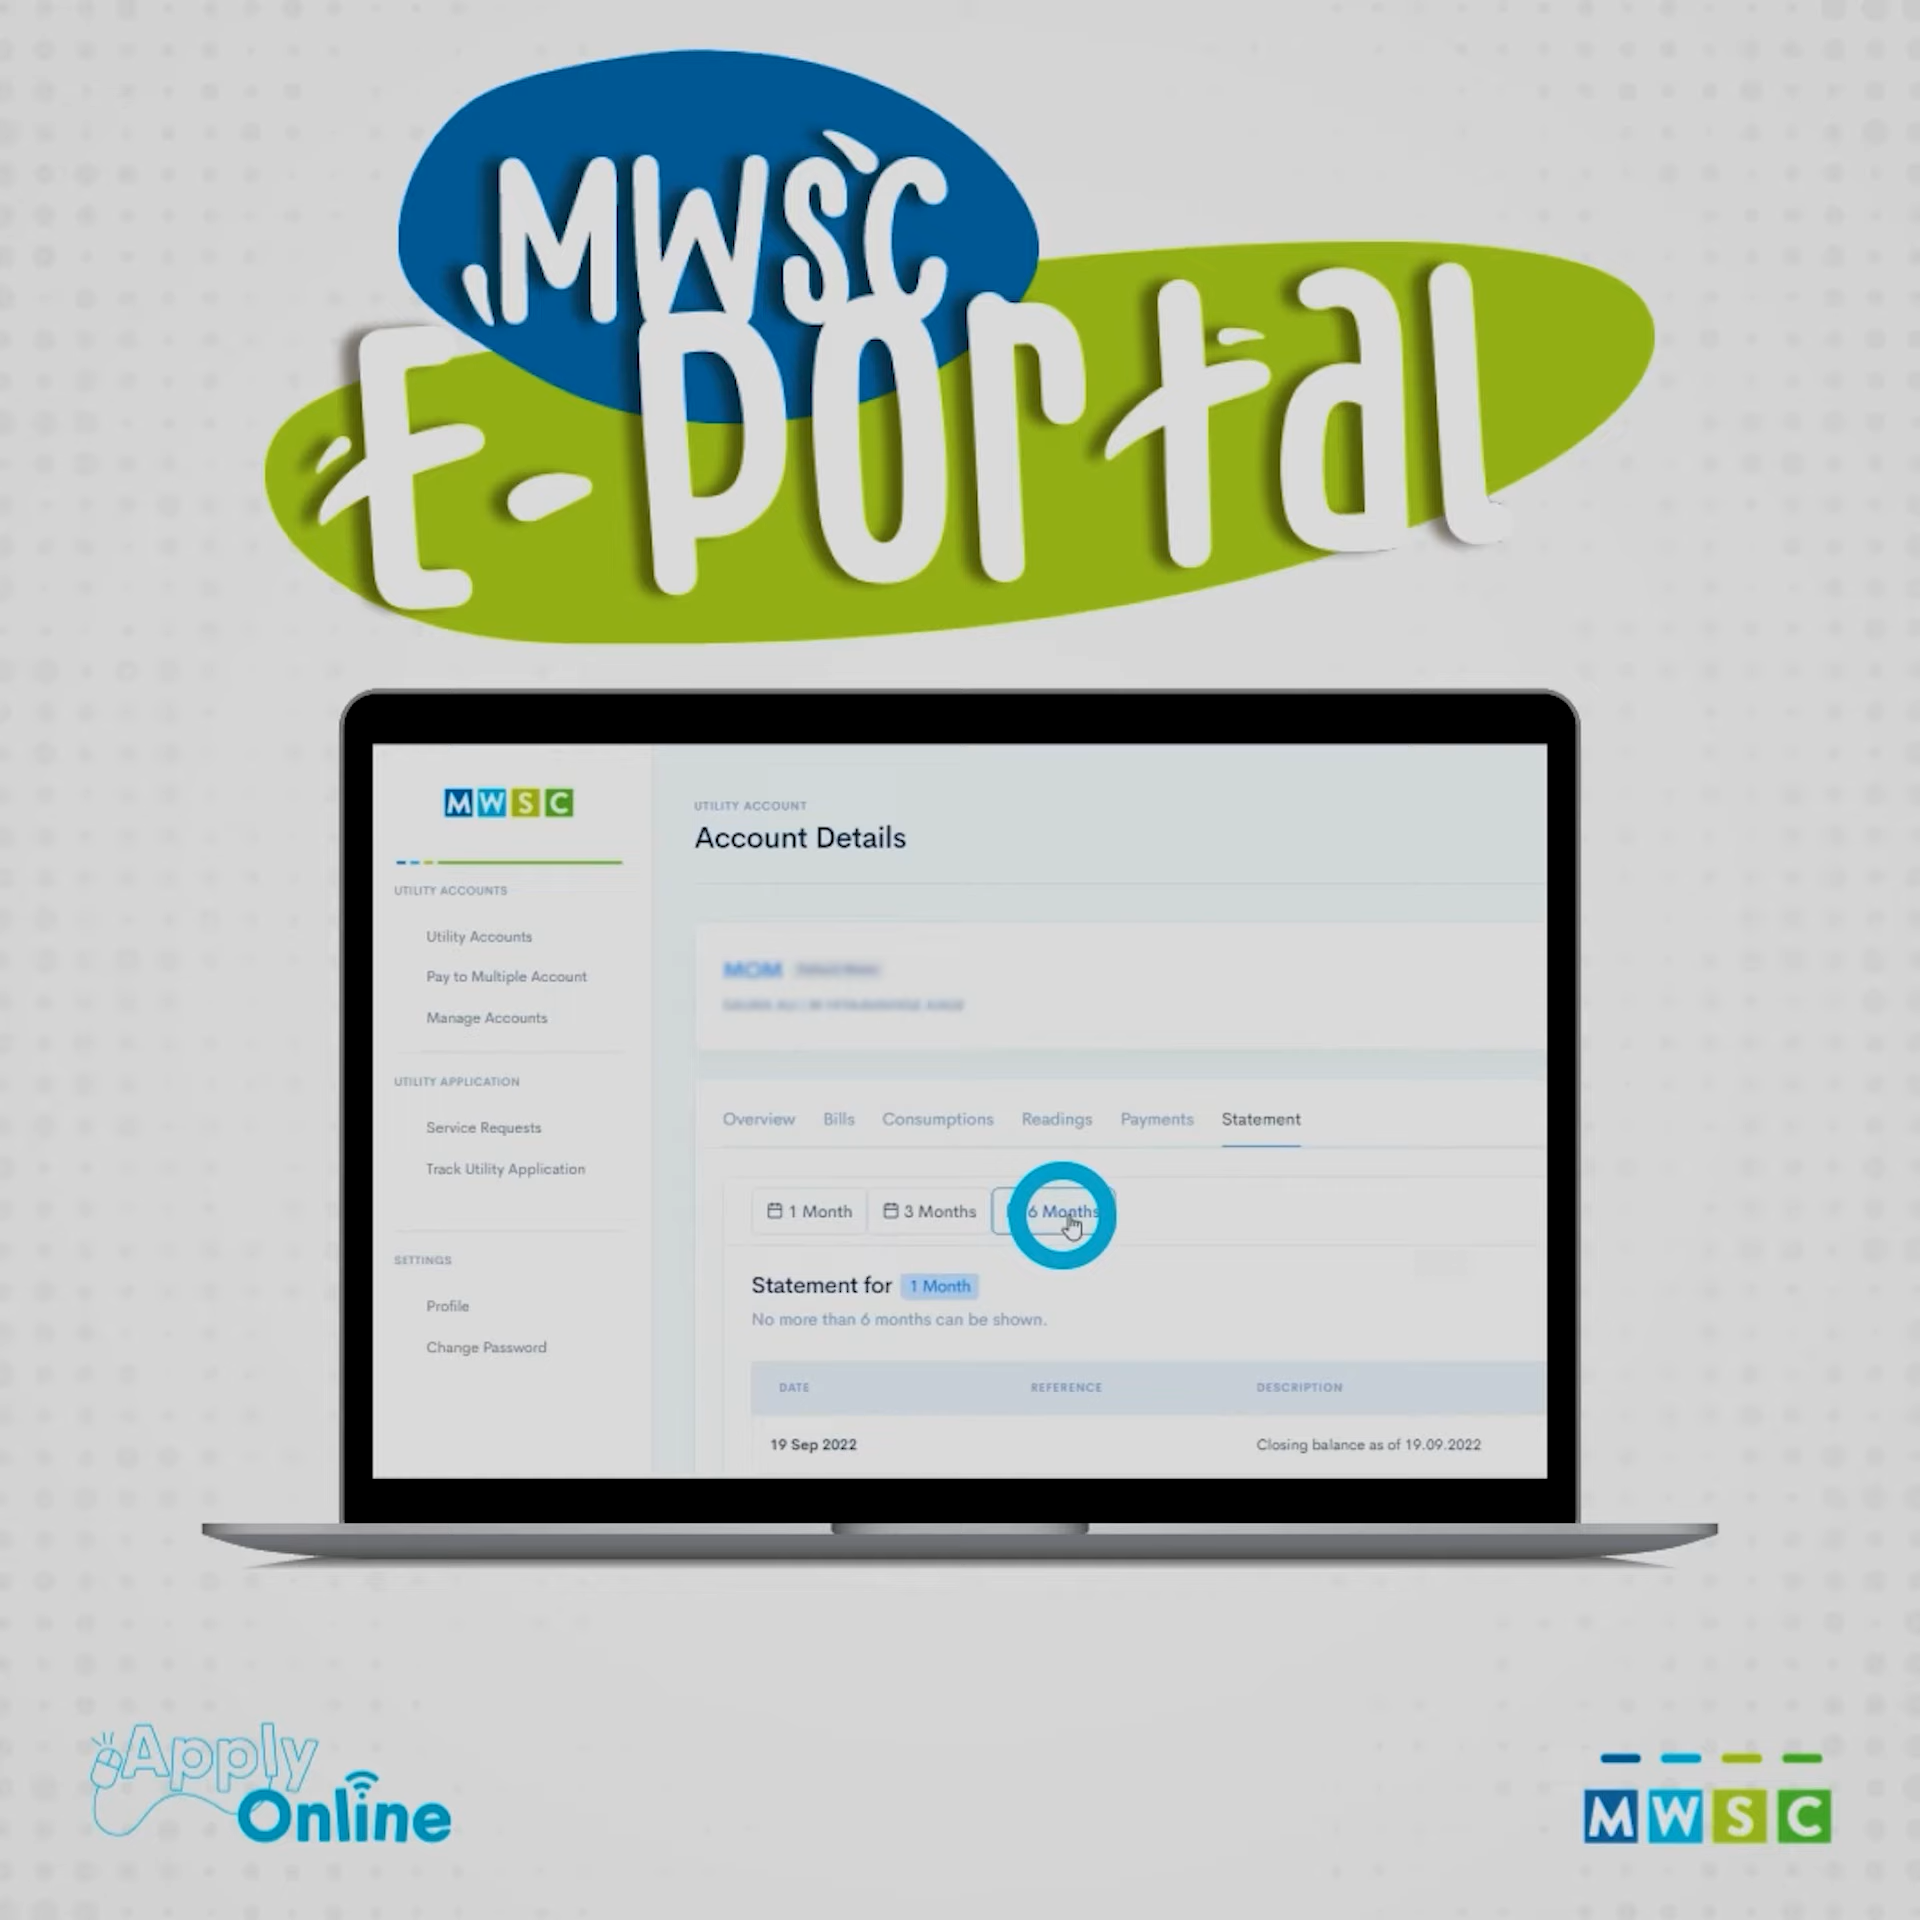 MWSC
E-Portal
MWSC
UTILITY ACCOUNTS
Utility Accounts
Pay to Multiple Account
Manage Accounts
UTILITY APPLICATION
Service Requests
Track Utility Application
SETTINGS
Profile
Change Password
UTILITY ACCOUNT
Account Details
MOM
Overview Bills Consumptions Readings Payments Statement
1 Month 3 Months 6 Months
Statement for 1 Month
No more than 6 months can be shown.
DATE REFERENCE DESCRIPTION
19 Sep 2022 Closing balance as of 19.09.2022
Apply
Online
MWSC